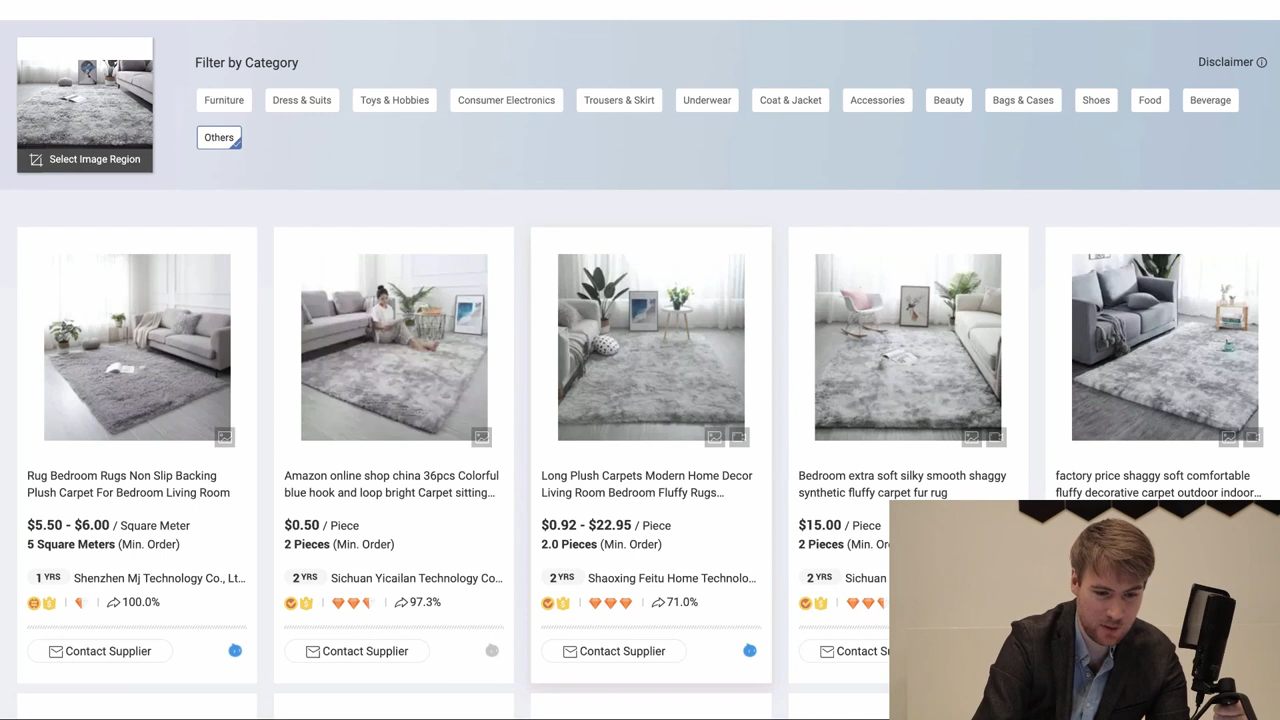 Filter by Category
Disclaimer
Furniture
Dress & Suits
Toys & Hobbies
Consumer Electronics
Trousers & Skirt
Underwear
Coat & Jacket
Accessories
Beauty
Bags & Cases
Shoes
Food
Beverage
Others
Select Image Region
Rug Bedroom Rugs Non Slip Backing
Plush Carpet For Bedroom Living Room
$5.50 - $6.00 / Square Meter
5 Square Meters (Min. Order)
1 YRS Shenzhen Mj Technology Co., Lt...
100.0%
Contact Supplier
Amazon online shop china 36pcs Colorful
blue hook and loop bright Carpet sitting...
$0.50 / Piece
2 Pieces (Min. Order)
2 YRS Sichuan Yicailan Technology Co...
97.3%
Contact Supplier
Long Plush Carpets Modern Home Decor
Living Room Bedroom Fluffy Rugs...
$0.92 - $22.95 / Piece
2.0 Pieces (Min. Order)
2 YRS Shaoxing Feitu Home Technolo...
71.0%
Contact Supplier
Bedroom extra soft silky smooth shaggy
synthetic fluffy carpet fur rug
$15.00 / Piece
2 Pieces (Min. Or
2 YRS Sichuan
Contact Su
factory price shaggy soft comfortable
fluffy decorative carpet outdoor indoor...